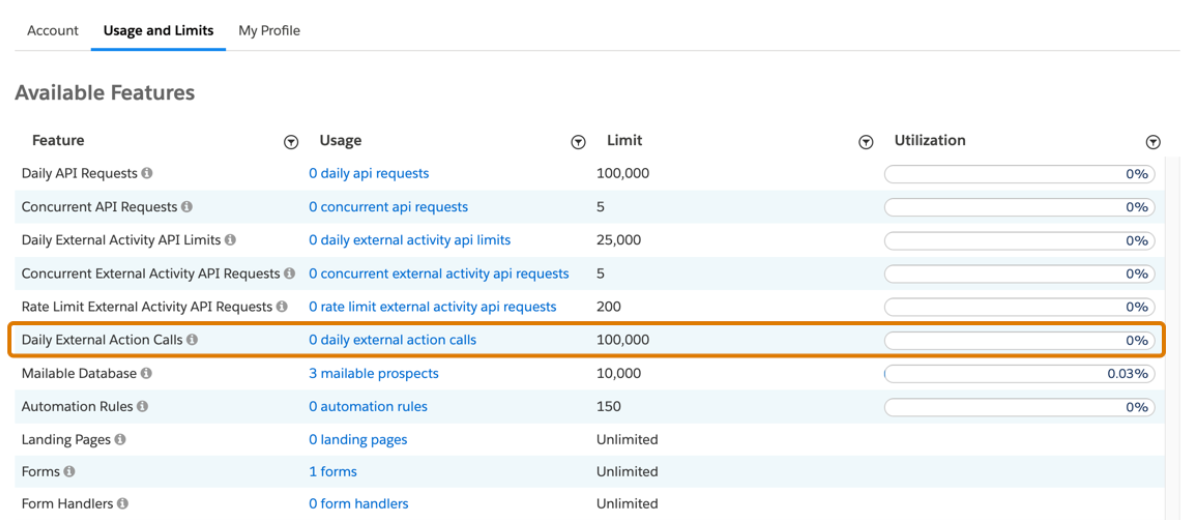 Account Usage and Limits My Profile
Available Features
Feature Usage Limit Utilization
Daily API Requests 0 daily api requests 100,000 0%
Concurrent API Requests 0 concurrent api requests 5 0%
Daily External Activity API Limits 0 daily external activity api limits 25,000 0%
Concurrent External Activity API Requests 0 concurrent external activity api requests 5 0%
Rate Limit External Activity API Requests 0 rate limit external activity api requests 200 0%
Daily External Action Calls 0 daily external action calls 100,000 0%
Mailable Database 3 mailable prospects 10,000 0.03%
Automation Rules 0 automation rules 150 0%
Landing Pages 0 landing pages Unlimited
Forms 1 forms Unlimited
Form Handlers 0 form handlers Unlimited